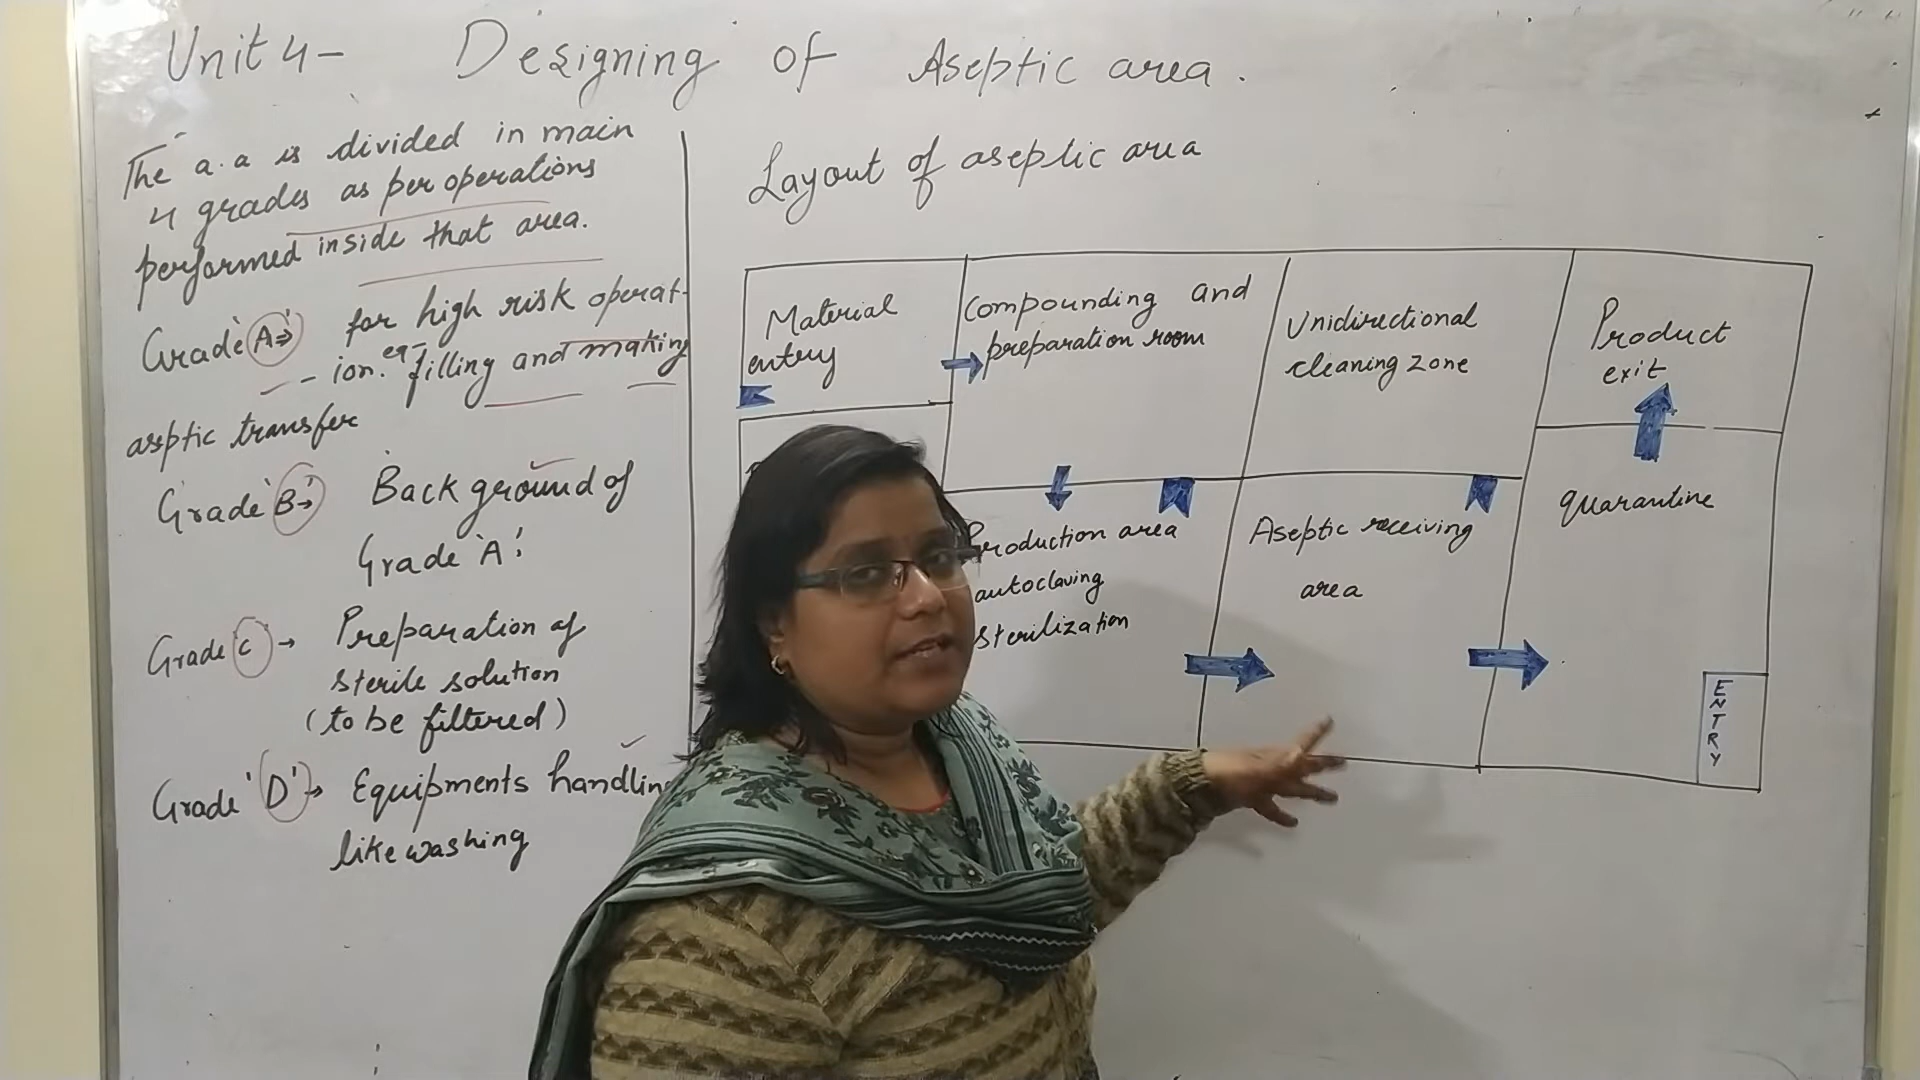 Unit 4- Designing of Aseptic area.
The a.a is divided in main
4 grades as per operations
performed inside that area.
Grade 'A' → for high risk operat-
- ion. eg- filling and making
aseptic transfer
Grade 'B' → Background of
Grade 'A'.
Grade 'C' → Preparation of
sterile solution
(to be filtered)
Grade 'D' → Equipments handling
like washing
Layout of aseptic area
Material
entry
Compounding and
preparation room
Unidirectional
cleaning zone
Product
exit
Production area
autoclaving
sterilization
Aseptic receiving
area
quarantine
ENTRY